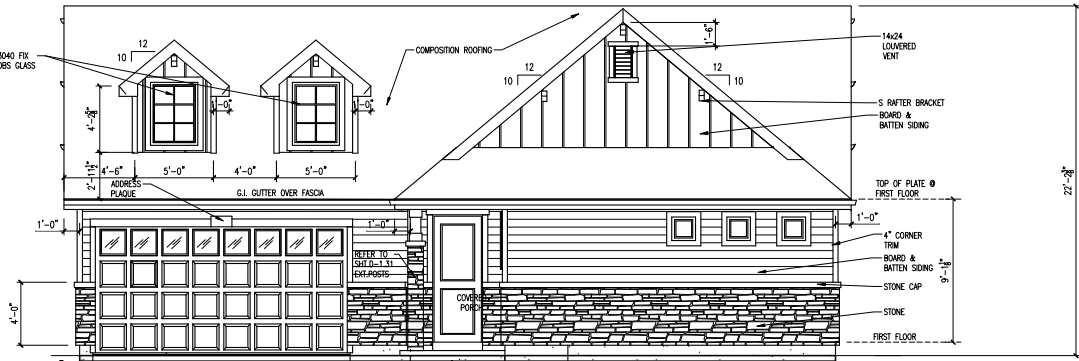 3040 FIX
OBS GLASS
12
10
COMPOSITION ROOFING
12
10
12
10
1'-6"
14x24
LOUVERED
VENT
S RAFTER BRACKET
BOARD &
BATTEN SIDING
1'-0"
1'-0"
4'-2⅝"
2'-11½"
4'-6"
5'-0"
4'-0"
5'-0"
ADDRESS
PLAQUE
G.I. GUTTER OVER FASCIA
TOP OF PLATE @
FIRST FLOOR
22'-2⅜"
1'-0"
1'-0"
1'-0"
4" CORNER
TRIM
BOARD &
BATTEN SIDING
9'-1⅛"
REFER TO
SHT.D-1.31
EXT.POSTS
STONE CAP
COVERED
PORCH
4'-0"
STONE
FIRST FLOOR